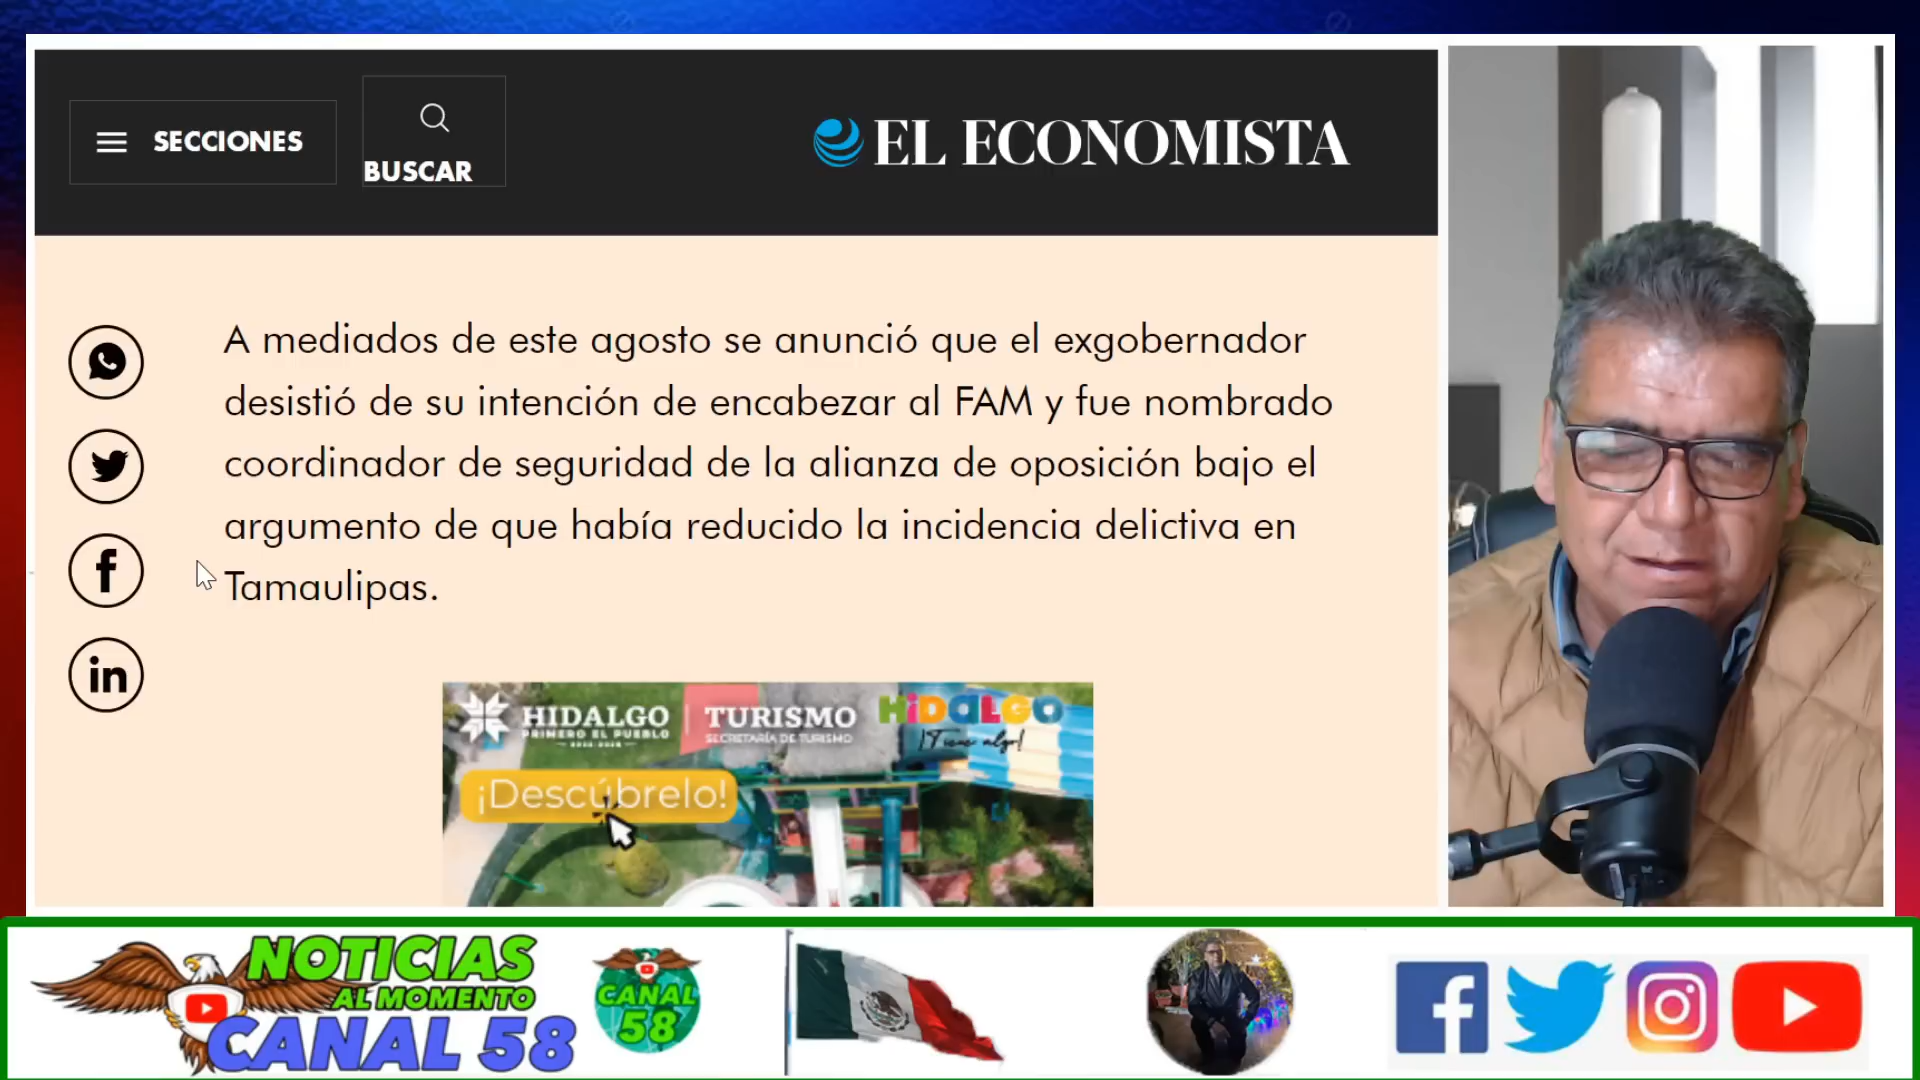 SECCIONES
BUSCAR
EL ECONOMISTA
A mediados de este agosto se anunció que el exgobernador
desistió de su intención de encabezar al FAM y fue nombrado
coordinador de seguridad de la alianza de oposición bajo el
argumento de que había reducido la incidencia delictiva en
Tamaulipas.
in
HIDALGO
PRIMERO EL PUEBLO
TURISMO
SECRETARÍA DE TURISMO
HiDALGO
¡Tiene algo!
¡Descúbrelo!
NOTICIAS
AL MOMENTO
CANAL 58
CANAL
58